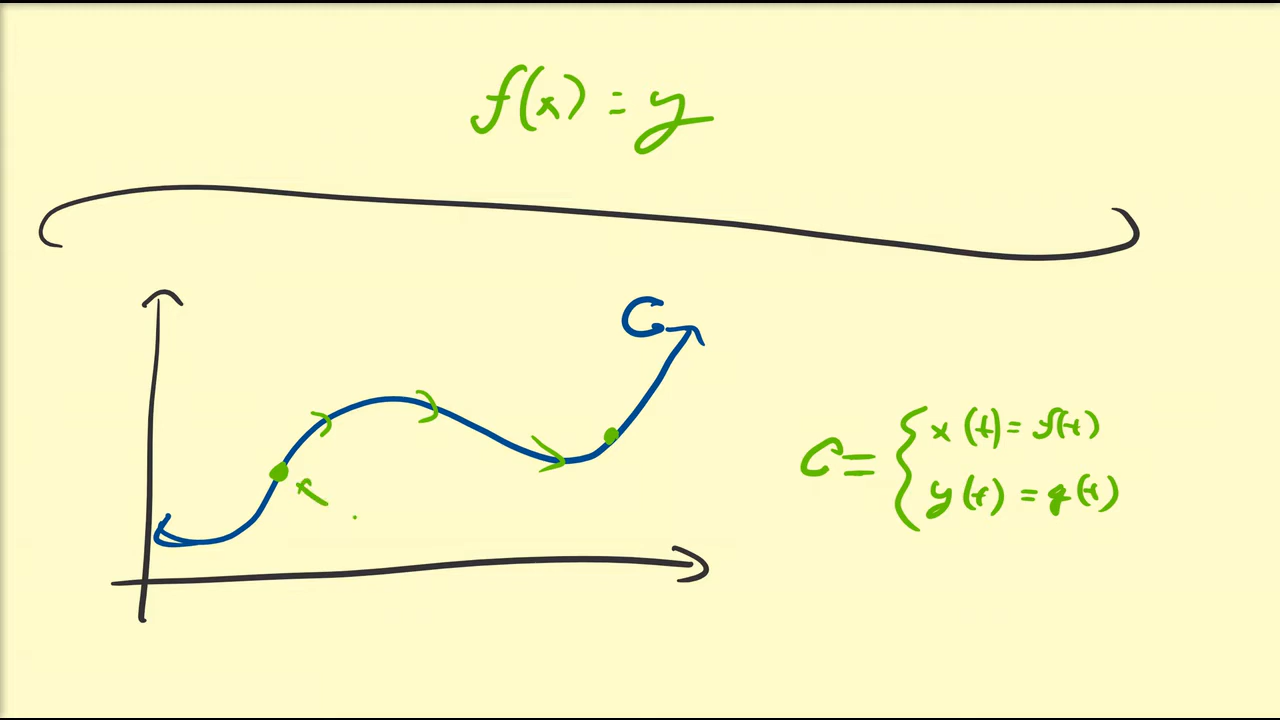 f(x) = y
C
C = { x(t) = f(t)
y(t) = g(t)